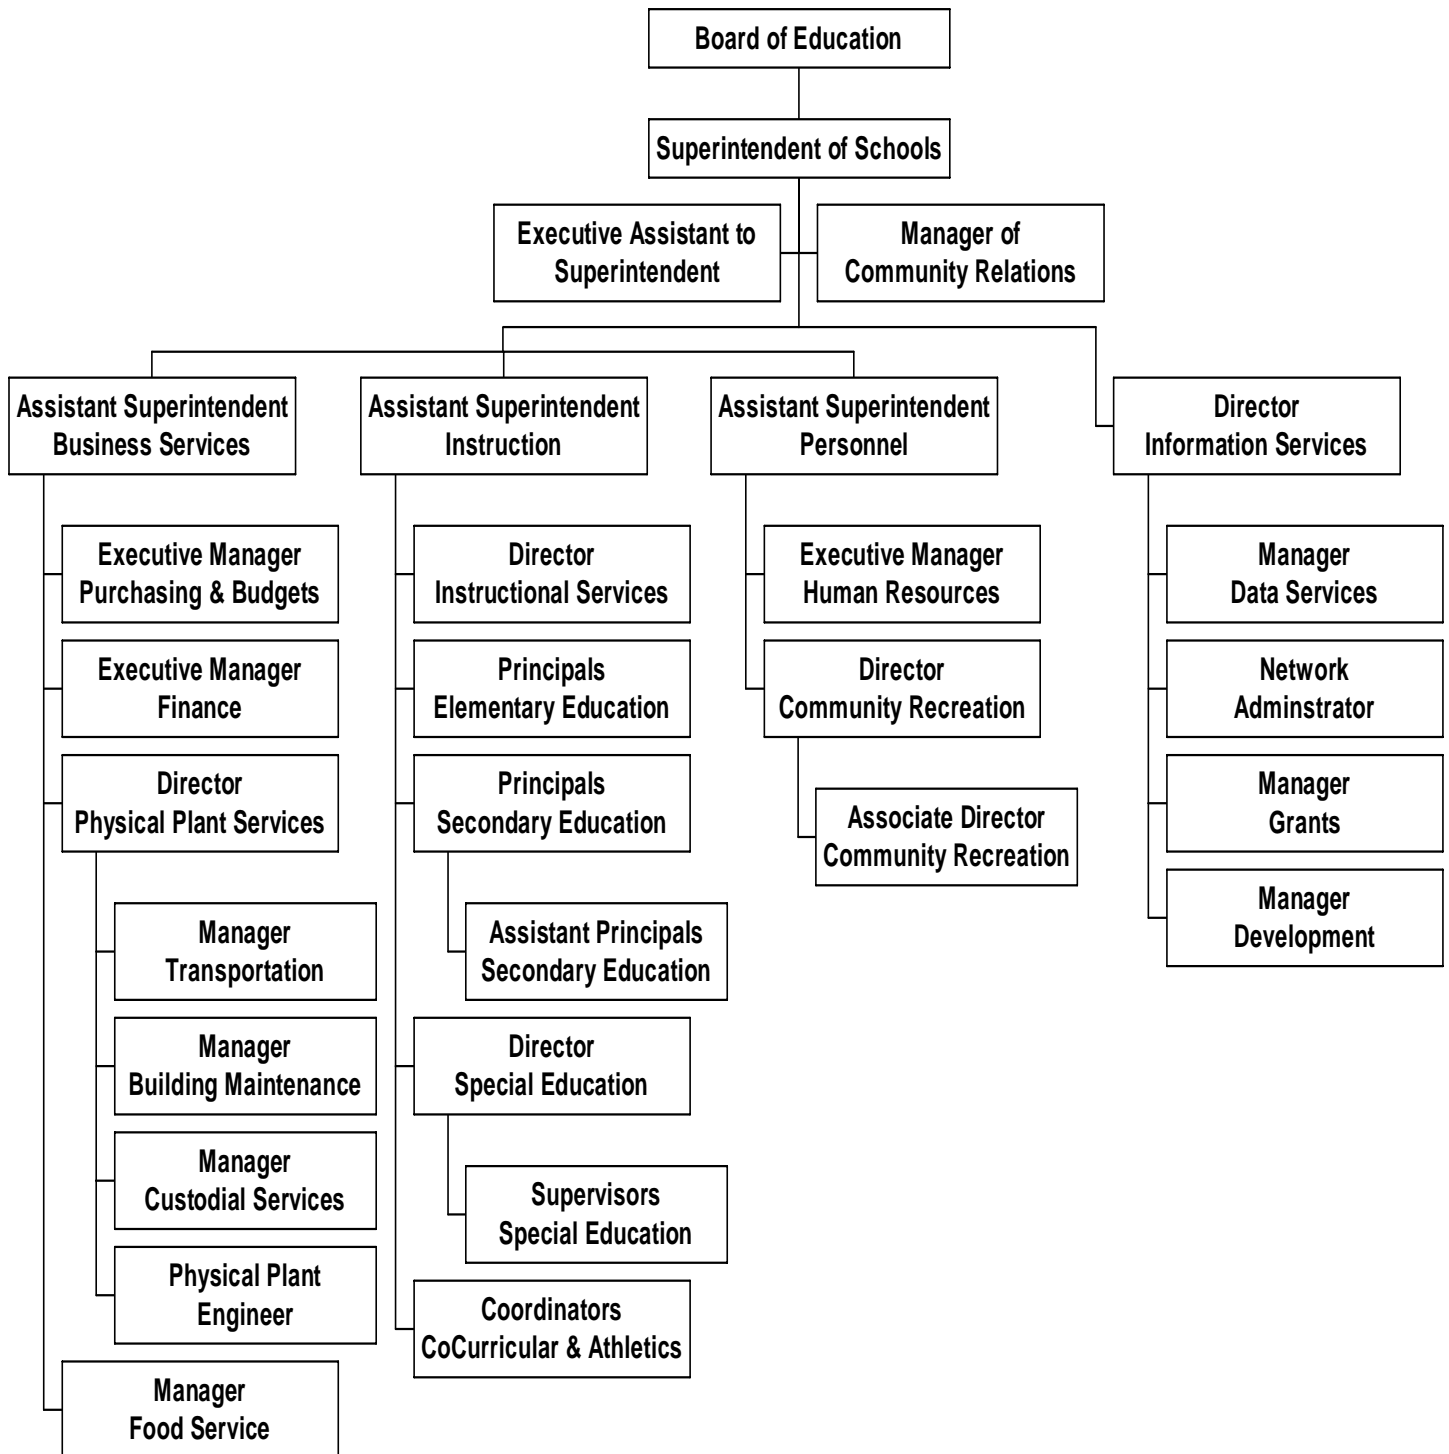 Board of Education
Superintendent of Schools
Executive Assistant to
Superintendent
Manager of
Community Relations
Assistant Superintendent
Business Services
Assistant Superintendent
Instruction
Assistant Superintendent
Personnel
Director
Information Services
Executive Manager
Purchasing & Budgets
Executive Manager
Finance
Director
Physical Plant Services
Manager
Transportation
Manager
Building Maintenance
Manager
Custodial Services
Physical Plant
Engineer
Manager
Food Service
Director
Instructional Services
Principals
Elementary Education
Principals
Secondary Education
Assistant Principals
Secondary Education
Director
Special Education
Supervisors
Special Education
Coordinators
CoCurricular & Athletics
Executive Manager
Human Resources
Director
Community Recreation
Associate Director
Community Recreation
Manager
Data Services
Network
Adminstrator
Manager
Grants
Manager
Development